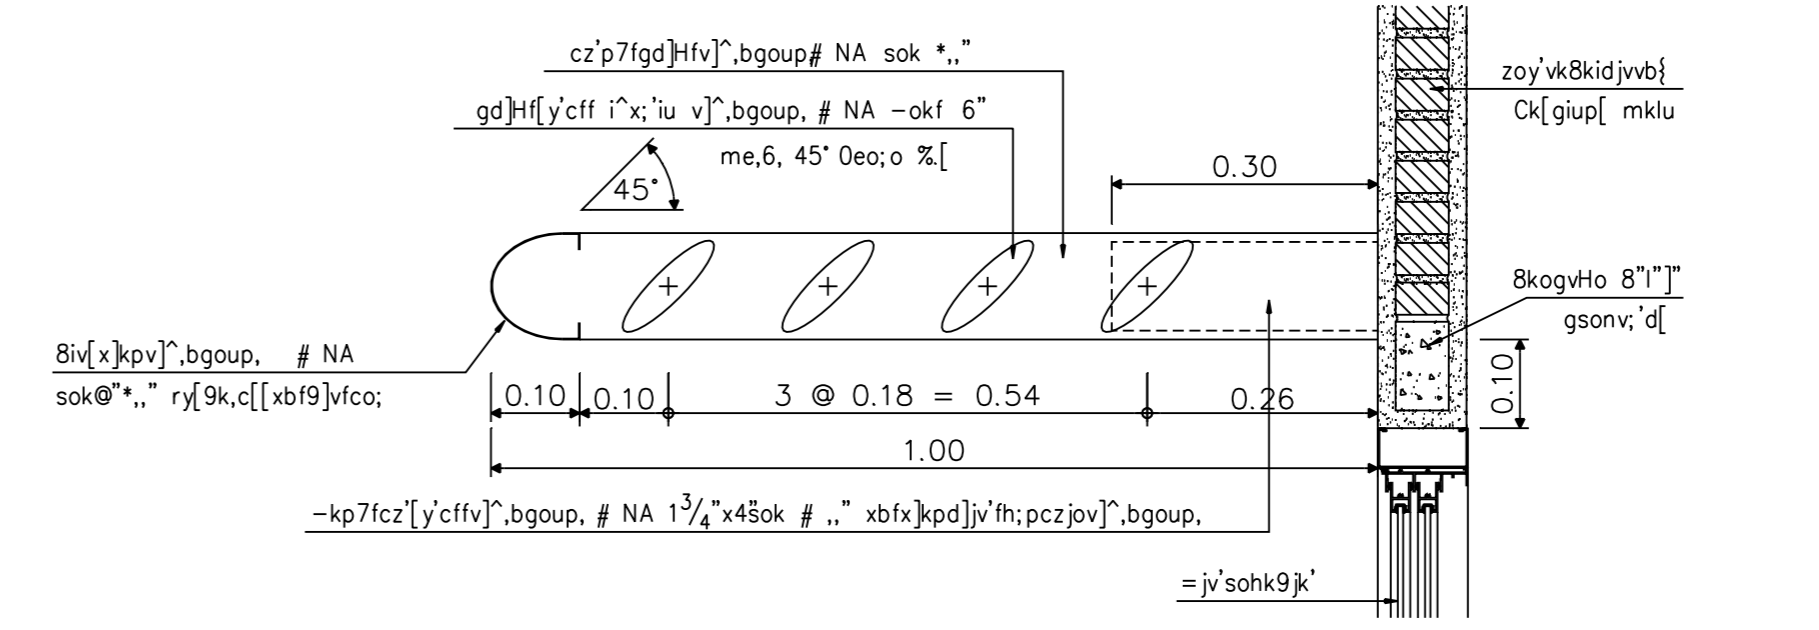 cz'p7fgd]Hfv]^,bgoup# NA sok *,,"
gd]Hf[y'cff i^x;'iu v]^,bgoup, # NA -okf 6"
me,6, 45° 0eo;o %.[
45°
0.30
zoy'vk8kidjvvb{
Ck[giup[ mklu
8kogvHo 8"l"]"
gsonv;'d[
8iv[x]kpv]^,bgoup, # NA
sok@"*,," ry[9k,c[[xbf9]vfco;
0.10
0.10
3 @ 0.18 = 0.54
0.26
0.10
1.00
-kp7fcz'[y'cffv]^,bgoup, # NA 1 3/4"x4"sok # ,," xbfx]kpd]jv'fh;pczjov]^,bgoup,
=jv'sohk9jk'